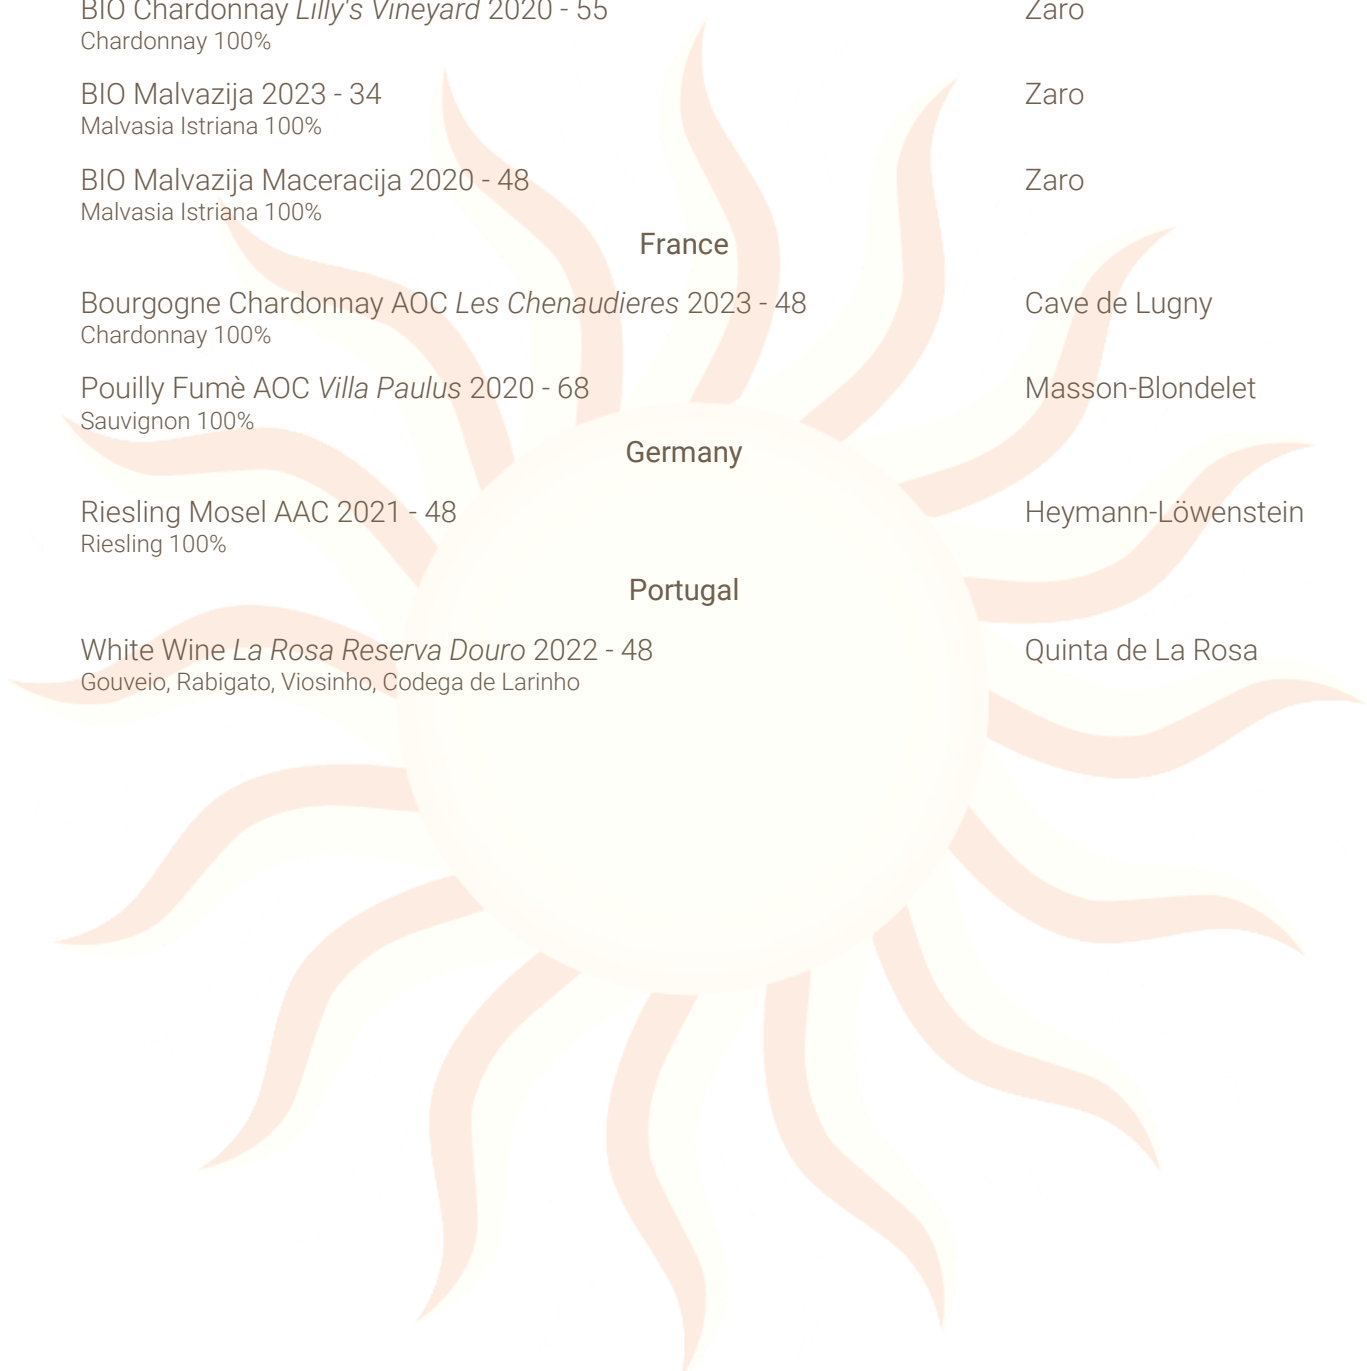 BIO Chardonnay Lilly's Vineyard 2020 - 55 Zaro
Chardonnay 100%
BIO Malvazija 2023 - 34 Zaro
Malvasia Istriana 100%
BIO Malvazija Maceracija 2020 - 48 Zaro
Malvasia Istriana 100%
France
Bourgogne Chardonnay AOC Les Chenaudieres 2023 - 48 Cave de Lugny
Chardonnay 100%
Pouilly Fumè AOC Villa Paulus 2020 - 68 Masson-Blondelet
Sauvignon 100%
Germany
Riesling Mosel AAC 2021 - 48 Heymann-Löwenstein
Riesling 100%
Portugal
White Wine La Rosa Reserva Douro 2022 - 48 Quinta de La Rosa
Gouveio, Rabigato, Viosinho, Codega de Larinho